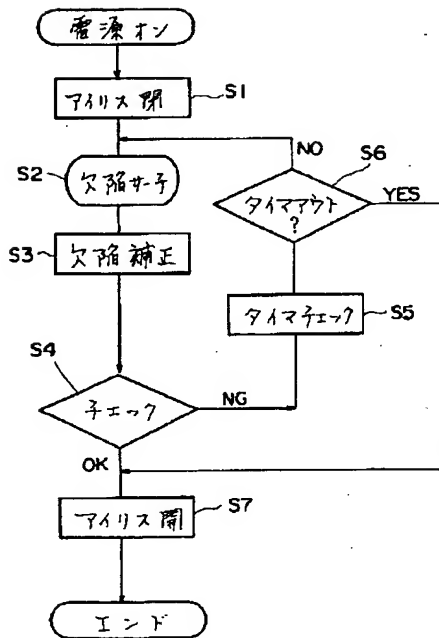 電源オン
アイリス閉
S1
NO
S6
S2
欠陥サーチ
タイマアウト
?
YES
S3
欠陥補正
タイマチェック
S5
S4
チェック
NG
OK
アイリス開
S7
エンド